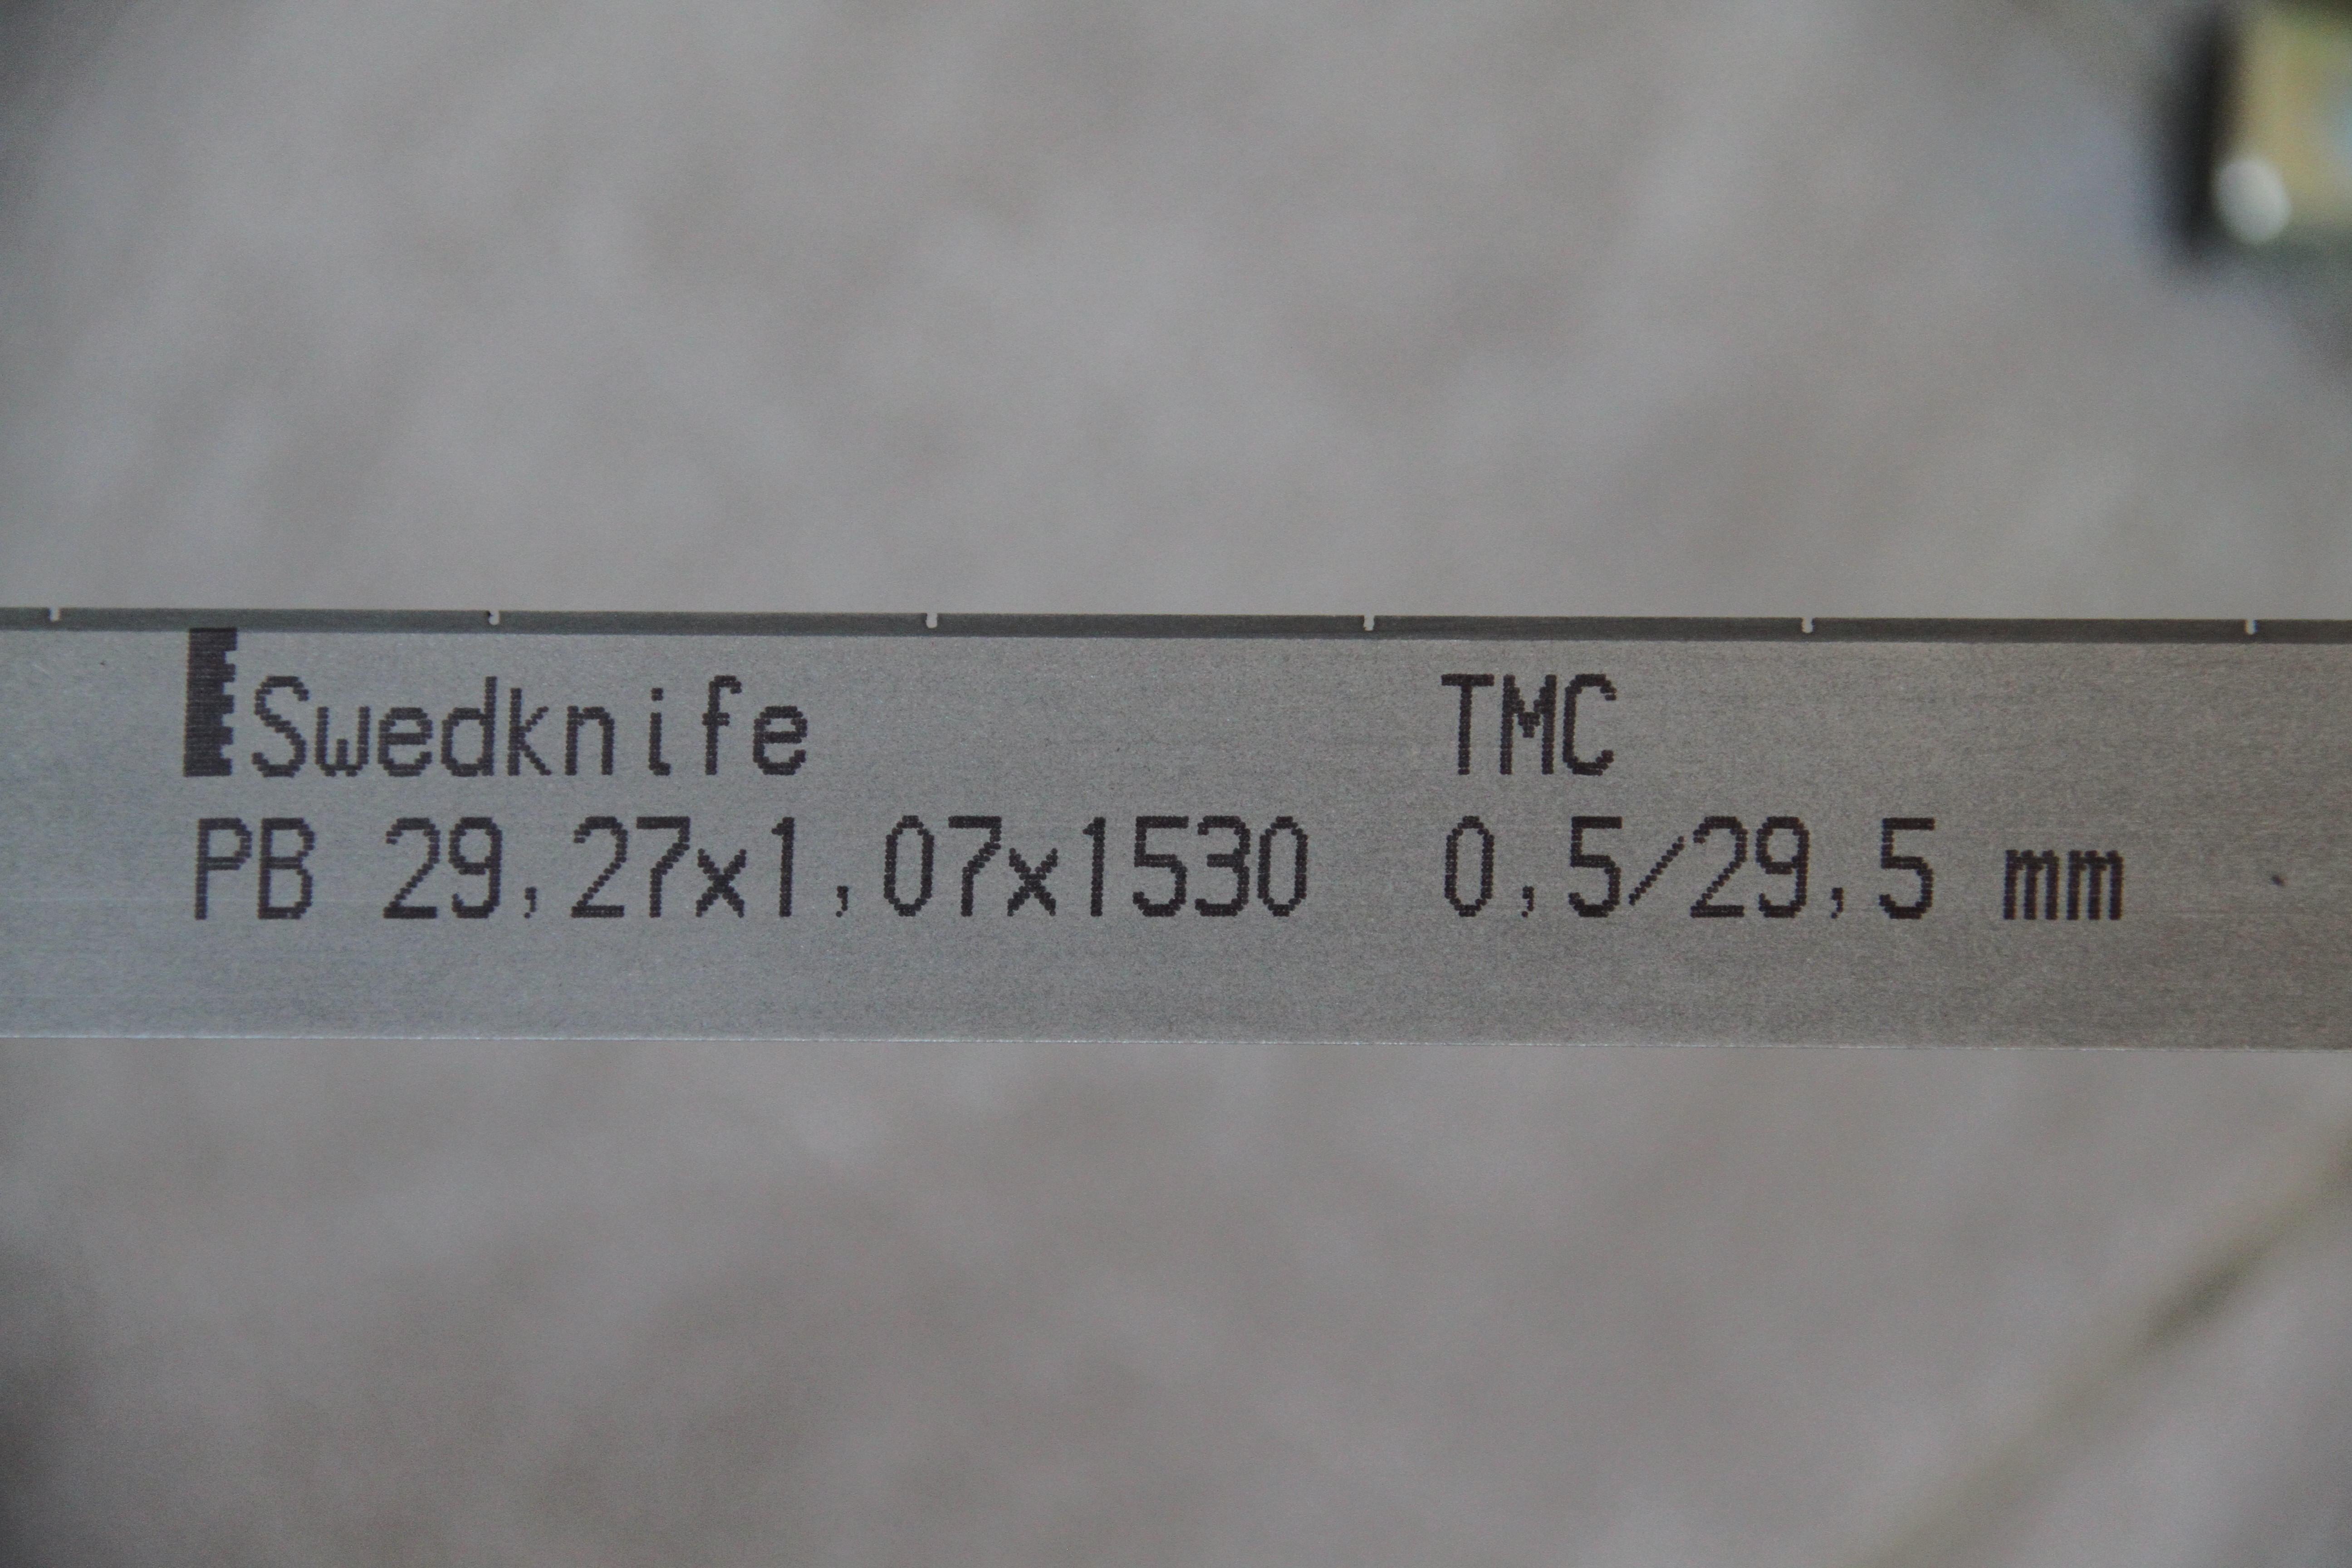 Swedknife TMC
PB 29,27x1,07x1530 0,5/29,5 mm